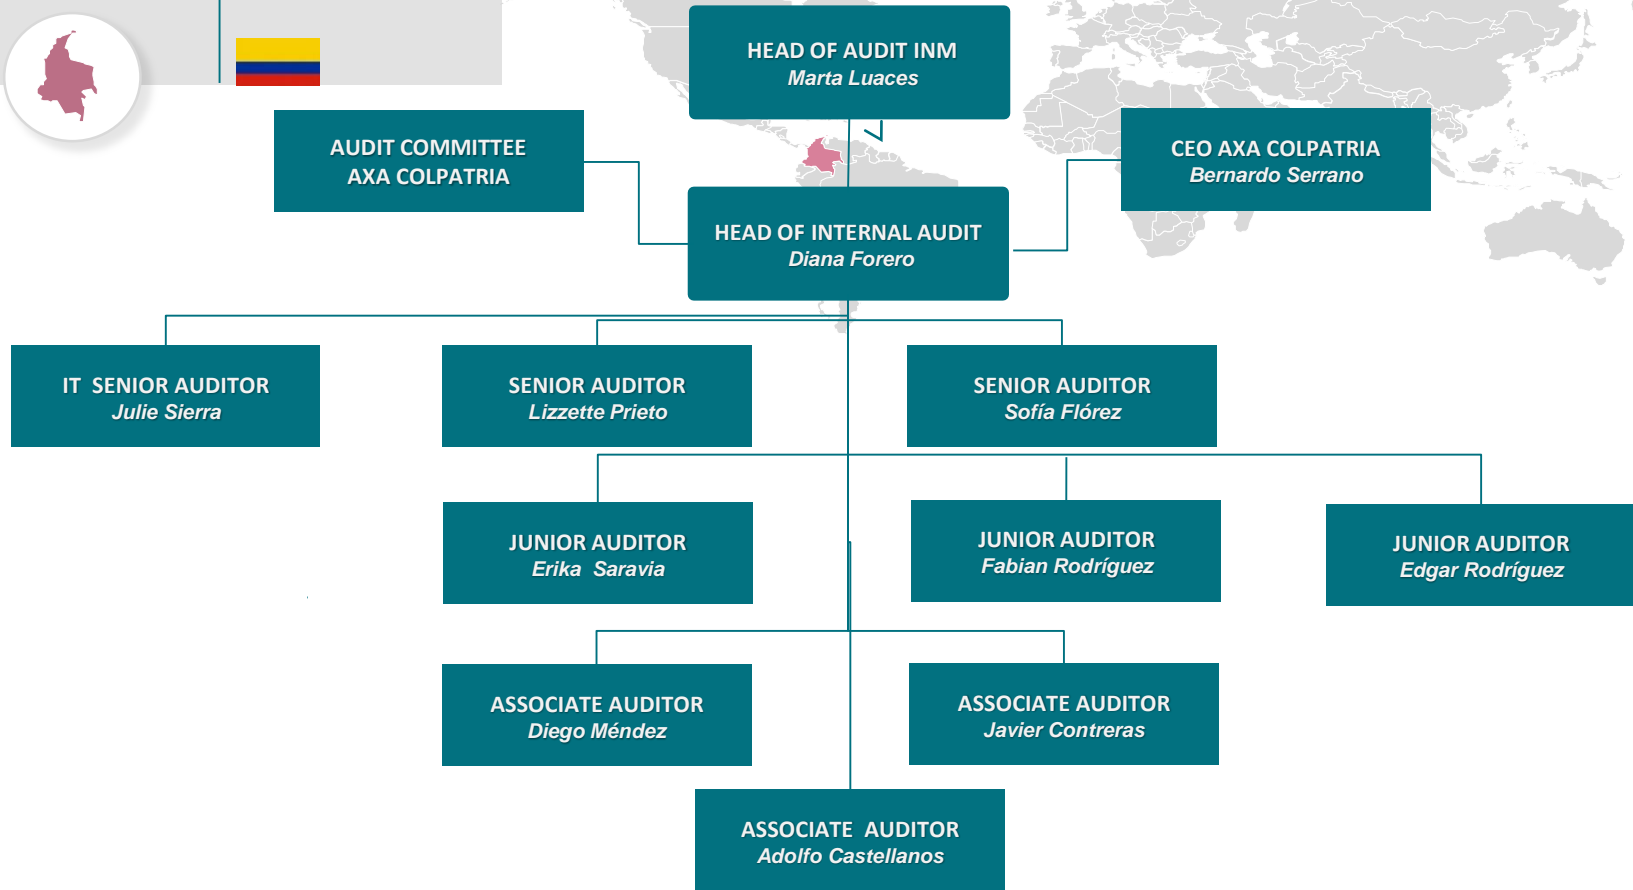 HEAD OF AUDIT INM
Marta Luaces
AUDIT COMMITTEE
AXA COLPATRIA
CEO AXA COLPATRIA
Bernardo Serrano
HEAD OF INTERNAL AUDIT
Diana Forero
IT  SENIOR AUDITOR
Julie Sierra
SENIOR AUDITOR
Lizzette Prieto
SENIOR AUDITOR
Sofía Flórez
JUNIOR AUDITOR
Erika  Saravia
JUNIOR AUDITOR
Fabian Rodríguez
JUNIOR AUDITOR
Edgar Rodríguez
ASSOCIATE AUDITOR
Diego Méndez
ASSOCIATE AUDITOR
Javier Contreras
ASSOCIATE  AUDITOR
Adolfo Castellanos